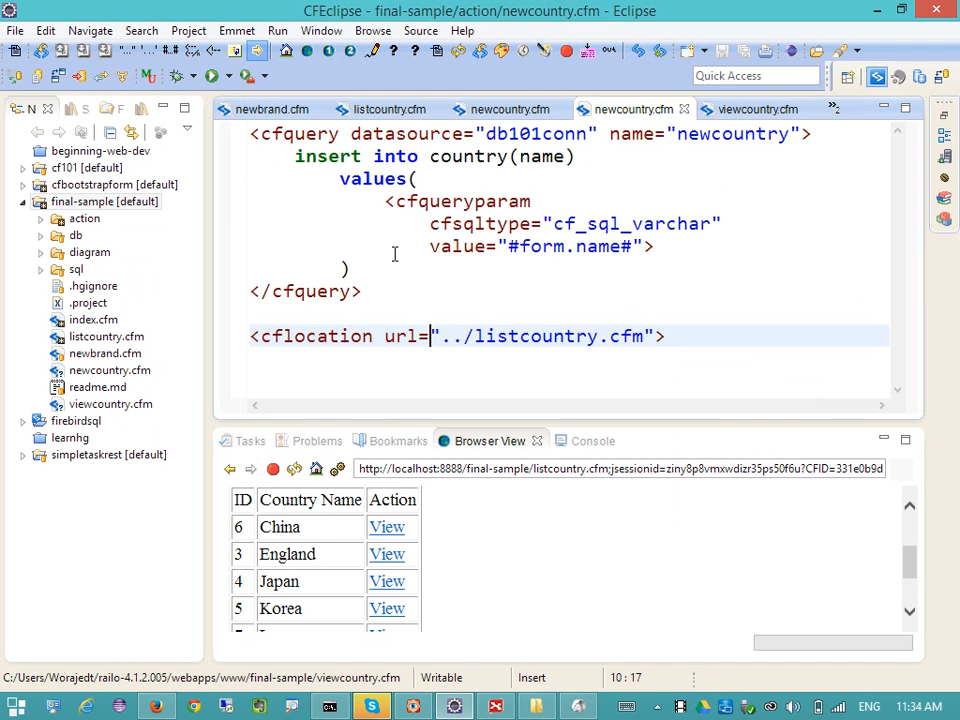 CFEclipse - final-sample/action/newcountry.cfm - Eclipse
File Edit Navigate Search Project Emmet Run Window Browse Source Help
Quick Access
N S F
newbrand.cfm listcountry.cfm newcountry.cfm newcountry.cfm viewcountry.cfm »2
beginning-web-dev
cf101 [default]
cfbootstrapform [default]
final-sample [default]
action
db
diagram
sql
.hgignore
.project
index.cfm
listcountry.cfm
newbrand.cfm
newcountry.cfm
readme.md
viewcountry.cfm
firebirdsql
learnhg
simpletaskrest [default]
<cfquery datasource="db101conn" name="newcountry">
insert into country(name)
values(
<cfqueryparam
cfsqltype="cf_sql_varchar"
value="#form.name#">
)
</cfquery>
<cflocation url="../listcountry.cfm">
Tasks Problems Bookmarks Browser View Console
http://localhost:8888/final-sample/listcountry.cfm;jsessionid=ziny8p8vmxwdizr35ps50f6u?CFID=331e0b9d
ID Country Name Action
6 China View
3 England View
4 Japan View
5 Korea View
C:/Users/Worajedt/railo-4.1.2.005/webapps/www/final-sample/viewcountry.cfm Writable Insert 10 : 17
ENG 11:34 AM